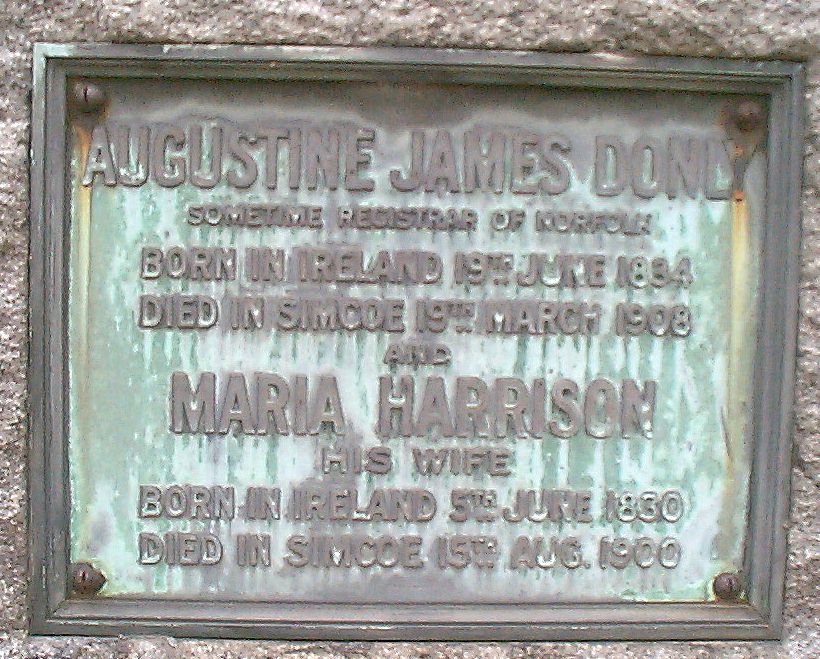 AUGUSTINE JAMES DOND
SOMETIME REGISTRAR OF NORFOLK
BORN IN IRELAND 19TH JUNE 1834
DIED IN SIMCOE 19TH MARCH 1908
AND
MARIA HARRISON
HIS WIFE
BORN IN IRELAND 5TH JUNE 1830
DIED IN SIMCOE 15TH AUG. 1900